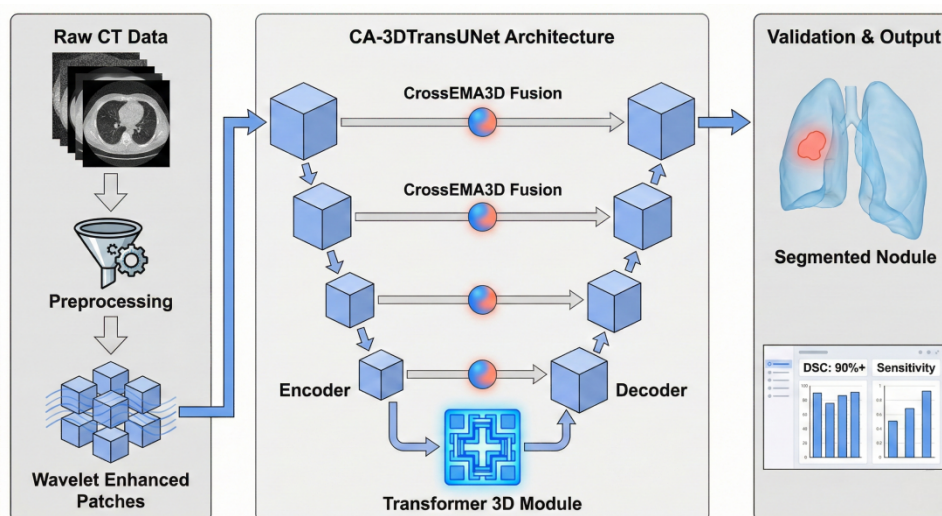 Raw CT Data
Preprocessing
Wavelet Enhanced
Patches
CA-3DTransUNet Architecture
CrossEMA3D Fusion
CrossEMA3D Fusion
Encoder
Decoder
Transformer 3D Module
Validation & Output
Segmented Nodule
DSC: 90%+
Sensitivity